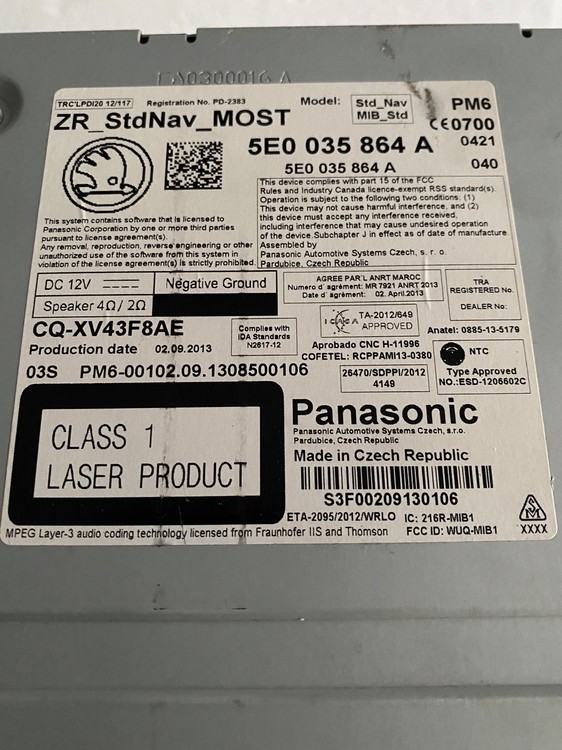 TRC'LPDI20 12/117
Registration No. PD-2383
Model:
Std_Nav
MIB_Std
PM6
ZR_StdNav_MOST
CE0700
5E0 035 864 A
0421
5E0 035 864 A
040
This system contains software that is licensed to
Panasonic Corporation by one or more third parties
pursuant to license agreement(s).
Any removal, reproduction, reverse engineering or other
unauthorized use of the software from this system in
violation of the license agreement(s) is strictly prohibited.
This device complies with part 15 of the FCC
Rules and Industry Canada licence-exempt RSS standard(s).
Operation is subject to the following two conditions: (1)
This device may not cause harmful interference, and (2)
this device must accept any interference received,
including interference that may cause undesired operation
of the device.Subchapter J in effect as of date of manufacture.
Assembled by
Panasonic Automotive Systems Czech, s. r. o.
Pardubice, Czech Republic
DC 12V
Negative Ground
Speaker 4Ω / 2Ω
AGREE PAR L'ANRT MAROC
Numero d`agrément: MR 7921 ANRT 2013
Date d`agrément: 02. April.2013
TRA
REGISTERED No.
DEALER No:
CQ-XV43F8AE
Complies with
IDA Standards
N2617-12
TA-2012/649
APPROVED
Anatel: 0885-13-5179
Production date 02.09.2013
Aprobado CNC H-11996
COFETEL: RCPPAMI13-0380
NTC
Type Approved
NO.:ESD-1206602C
03S PM6-00102.09.1308500106
26470/SDPPI/2012
4149
CLASS 1
LASER PRODUCT
Panasonic
Panasonic Automotive Systems Czech, s.r.o.
Pardubice, Czech Republic
Made in Czech Republic
S3F00209130106
ETA-2095/2012/WRLO IC: 216R-MIB1
FCC ID: WUQ-MIB1
XXXX
MPEG Layer-3 audio coding technology licensed from Fraunhofer IIS and Thomson